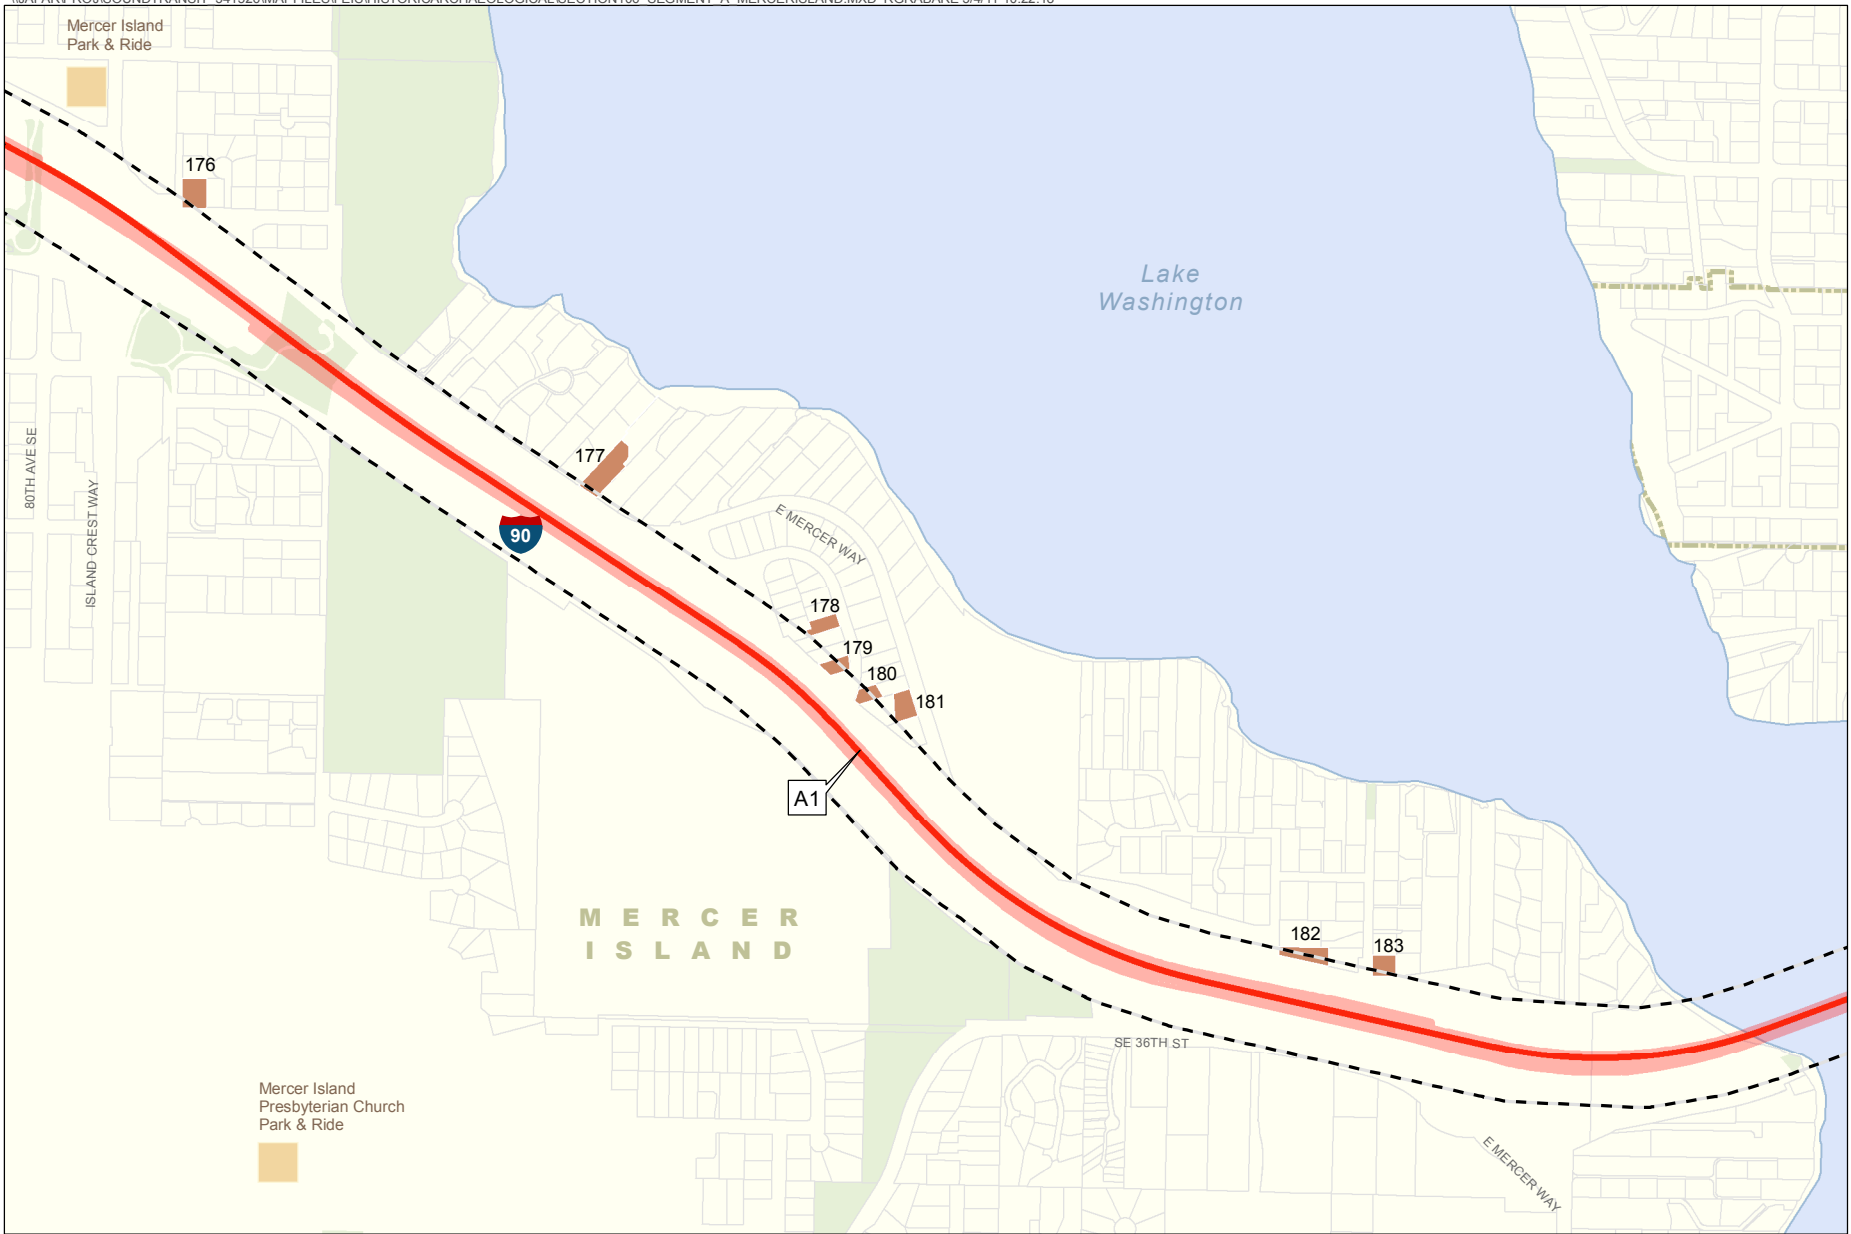 Mercer Island
Park & Ride
176
Lake
Washington
177
80TH AVE SE
ISLAND CREST WAY
90
E MERCER WAY
178
179
180
181
A1
MERCER
ISLAND
182
183
SE 36TH ST
Mercer Island
Presbyterian Church
Park & Ride
E MERCER WAY